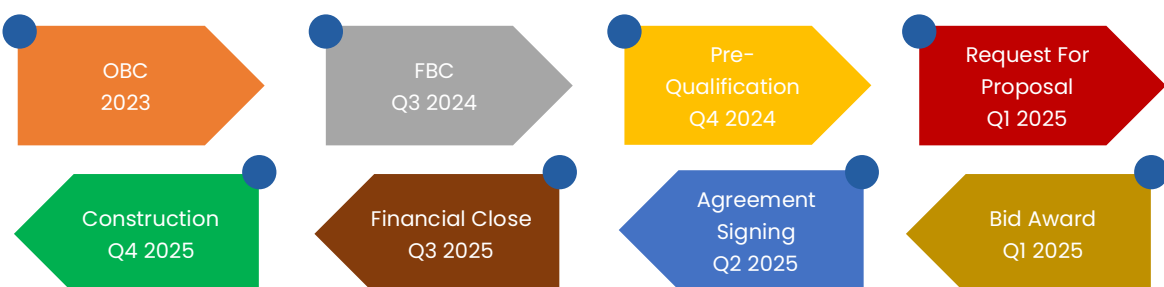 OBC
2023
FBC
Q3 2024
Pre-
Qualification
Q4 2024
Request For
Proposal
Q1 2025
Construction
Q4 2025
Financial Close
Q3 2025
Agreement
Signing
Q2 2025
Bid Award
Q1 2025